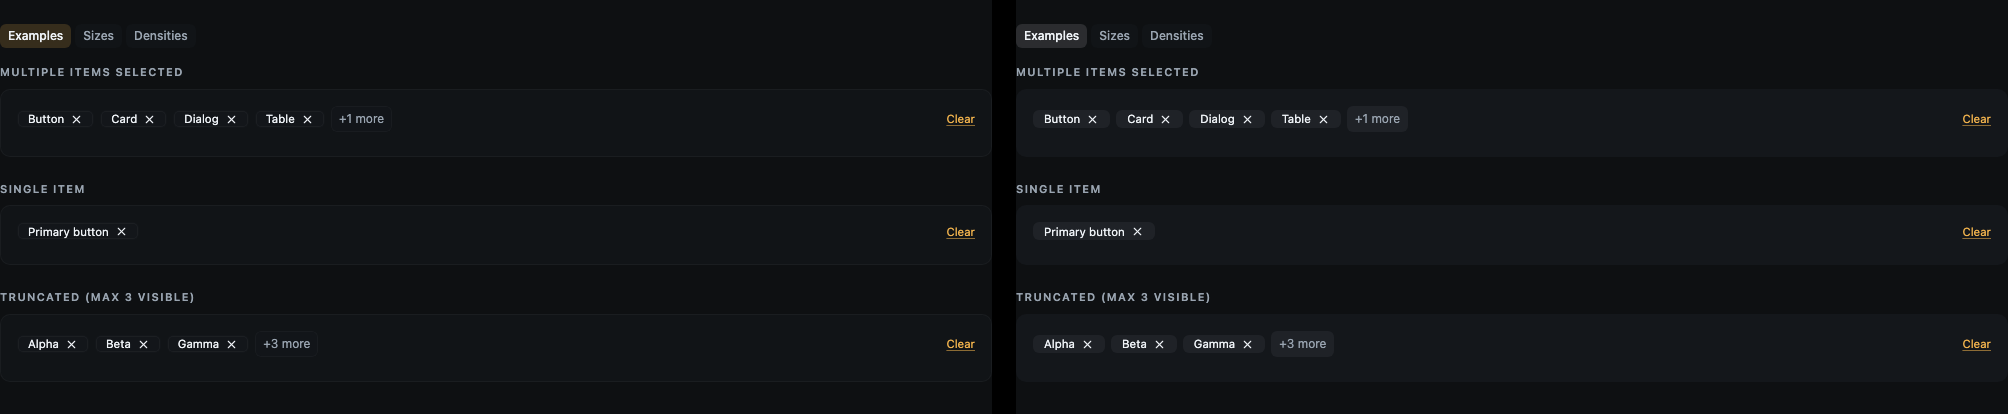 Examples Sizes Densities
MULTIPLE ITEMS SELECTED
Button × Card × Dialog × Table × +1 more Clear
SINGLE ITEM
Primary button × Clear
TRUNCATED (MAX 3 VISIBLE)
Alpha × Beta × Gamma × +3 more Clear
Examples Sizes Densities
MULTIPLE ITEMS SELECTED
Button × Card × Dialog × Table × +1 more Clear
SINGLE ITEM
Primary button × Clear
TRUNCATED (MAX 3 VISIBLE)
Alpha × Beta × Gamma × +3 more Clear